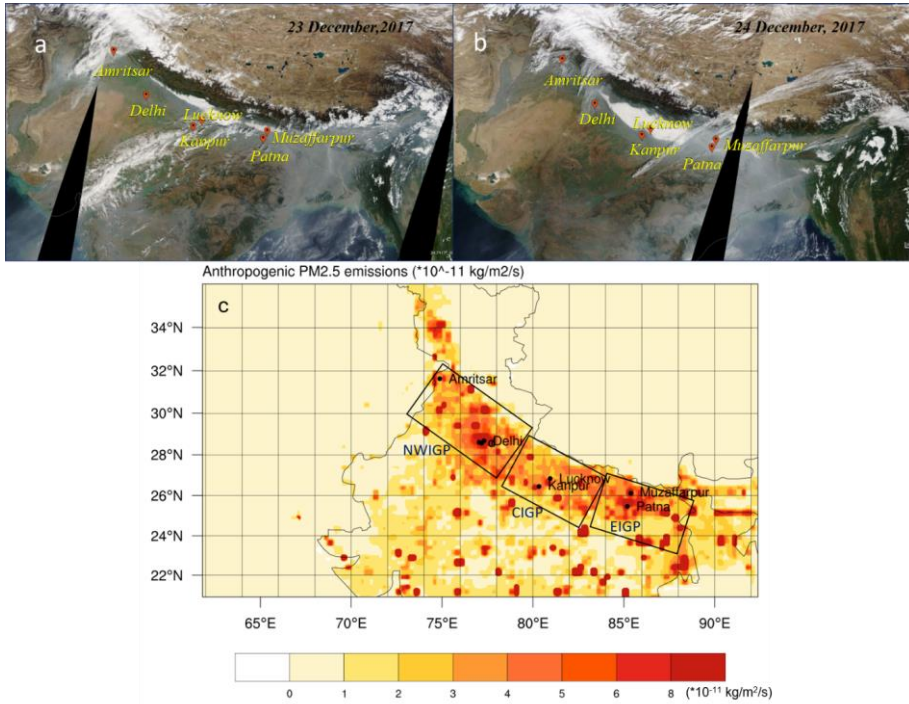 a
23 December,2017
Amritsar
Delhi
Lucknow
Kanpur
Muzaffarpur
Patna
b
24 December, 2017
Amritsar
Delhi
Lucknow
Kanpur
Muzaffarpur
Patna
Anthropogenic PM2.5 emissions (*10^-11 kg/m2/s)
c
34°N
32°N
30°N
28°N
26°N
24°N
22°N
Amritsar
Delhi
NWIGP
Lucknow
Kanpur
CIGP
Muzaffarpur
Patna
EIGP
65°E 70°E 75°E 80°E 85°E 90°E
0 1 2 3 4 5 6 8 (*10⁻¹¹ kg/m²/s)